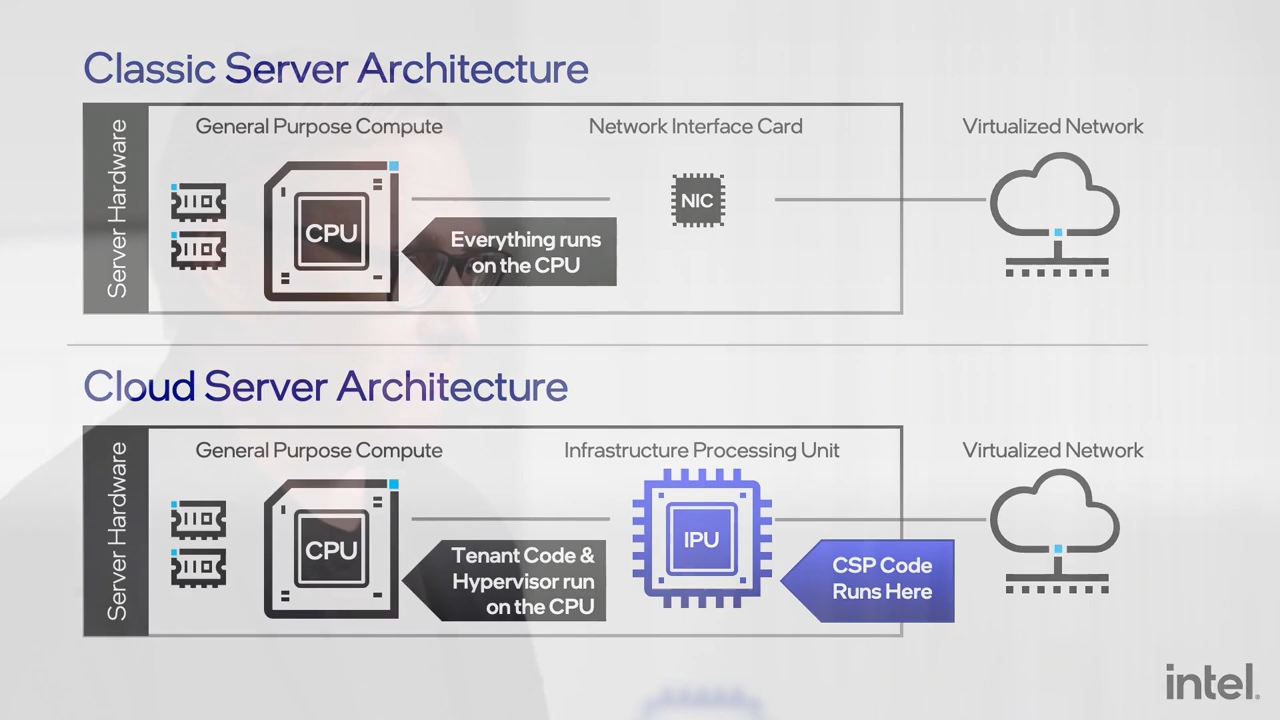 Classic Server Architecture
Server Hardware
General Purpose Compute
Network Interface Card
Virtualized Network
CPU
NIC
Everything runs
on the CPU
Cloud Server Architecture
Server Hardware
General Purpose Compute
Infrastructure Processing Unit
Virtualized Network
CPU
IPU
Tenant Code &
Hypervisor run
on the CPU
CSP Code
Runs Here
intel.